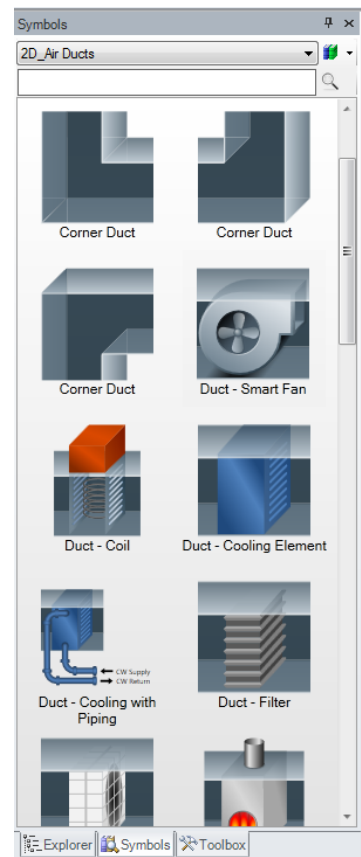 Symbols
2D_Air Ducts
Corner Duct
Corner Duct
Corner Duct
Duct - Smart Fan
Duct - Coil
Duct - Cooling Element
CW Supply
CW Return
Duct - Cooling with
Piping
Duct - Filter
Explorer
Symbols
Toolbox